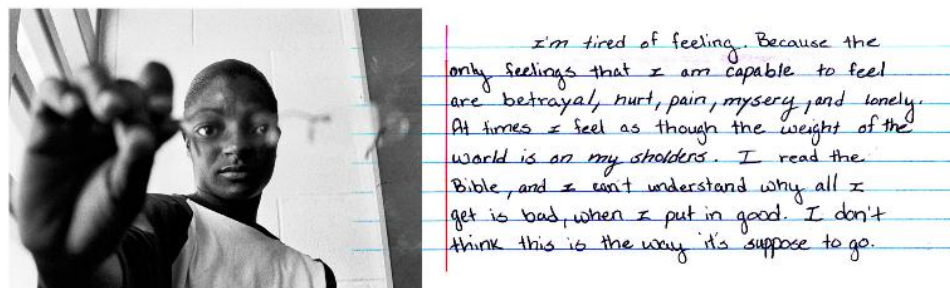 I'm tired of feeling. Because the
only feelings that I am capable to feel
are betrayal, hurt, pain, mysery, and lonely.
At times I feel as though the weight of the
world is on my sholders. I read the
Bible, and I can't understand why all I
get is bad, when I put in good. I don't
think this is the way it's suppose to go.